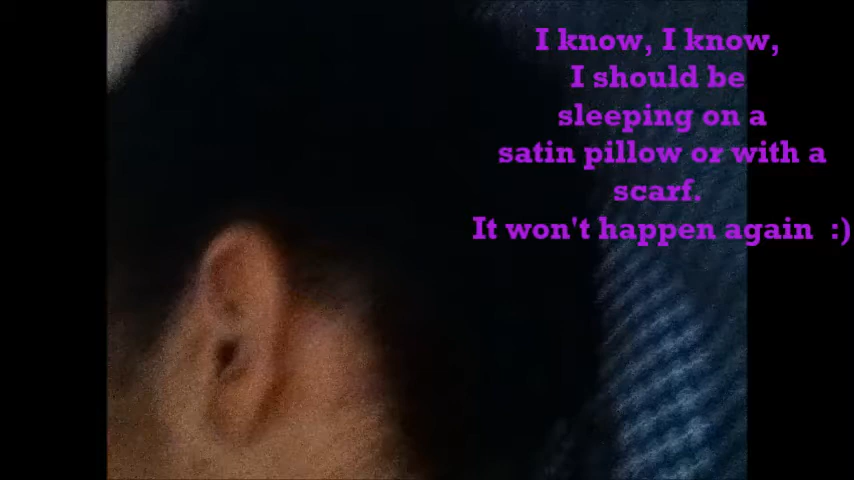 I know, I know,
I should be
sleeping on a
satin pillow or with a
scarf.
It won't happen again :)